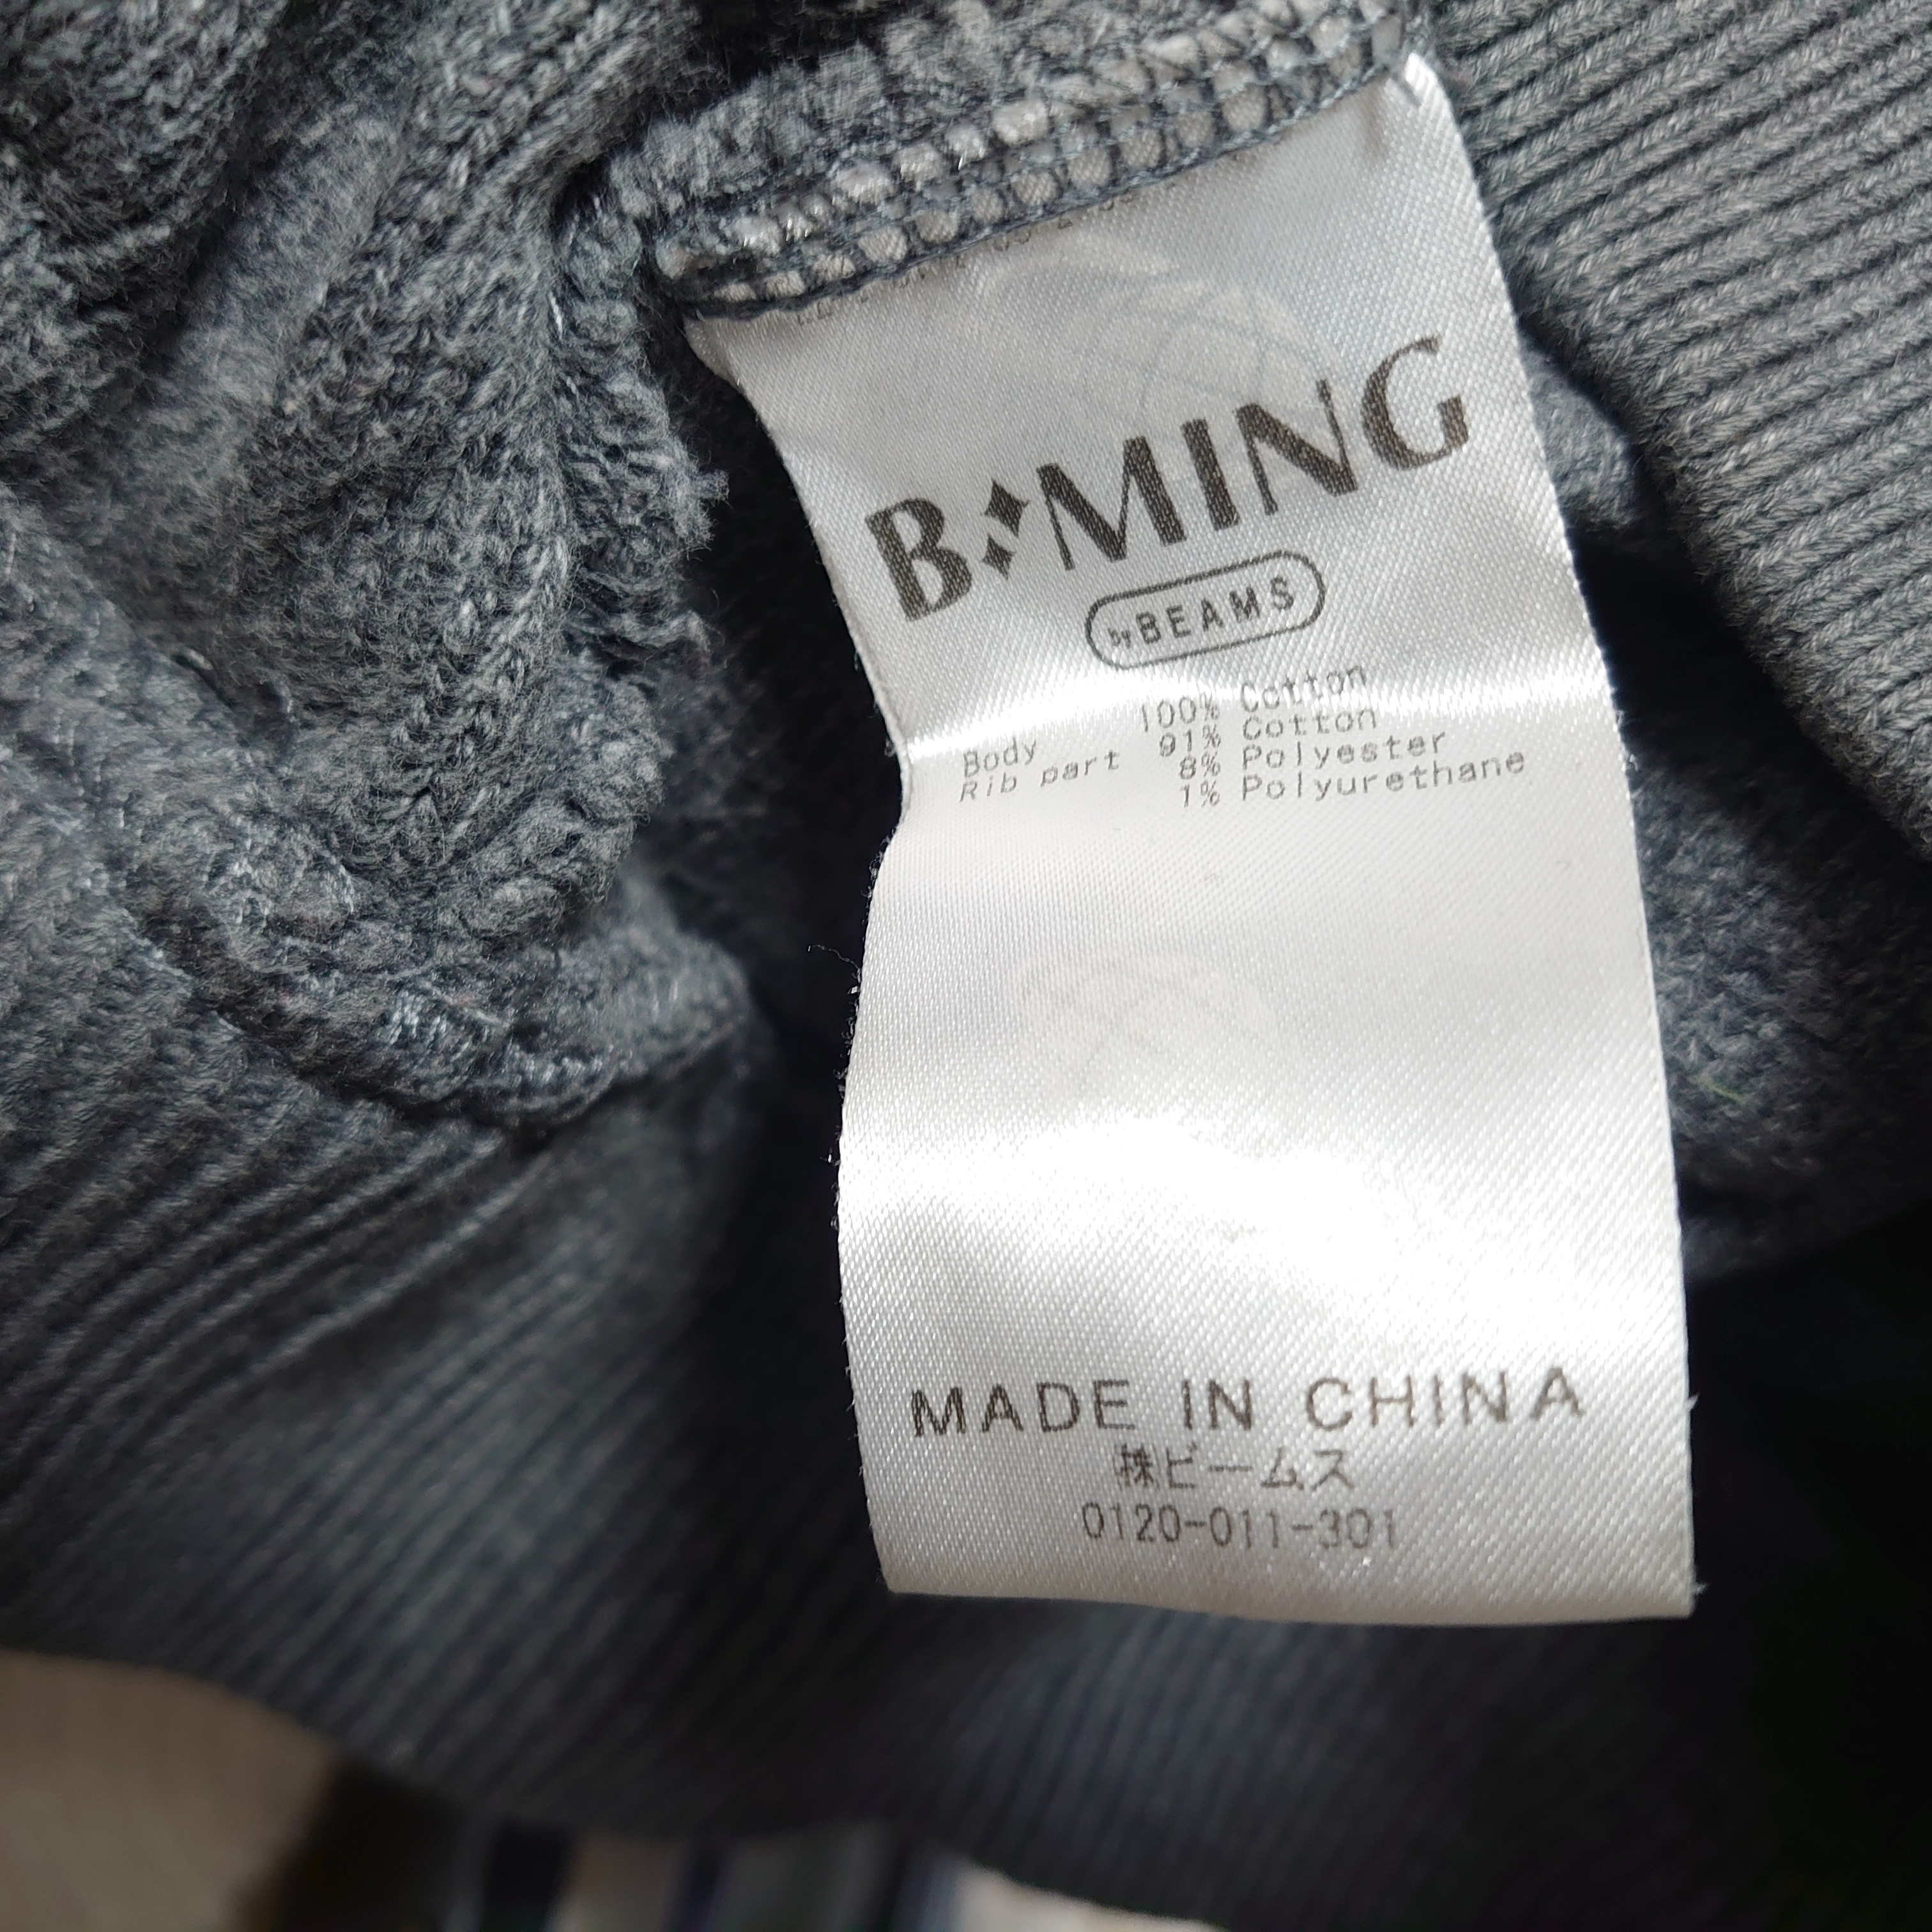 B MING
by BEAMS
Body 100% Cotton
Rib part 91% Cotton
8% Polyester
1% Polyurethane
MADE IN CHINA
株ビームス
0120-011-301